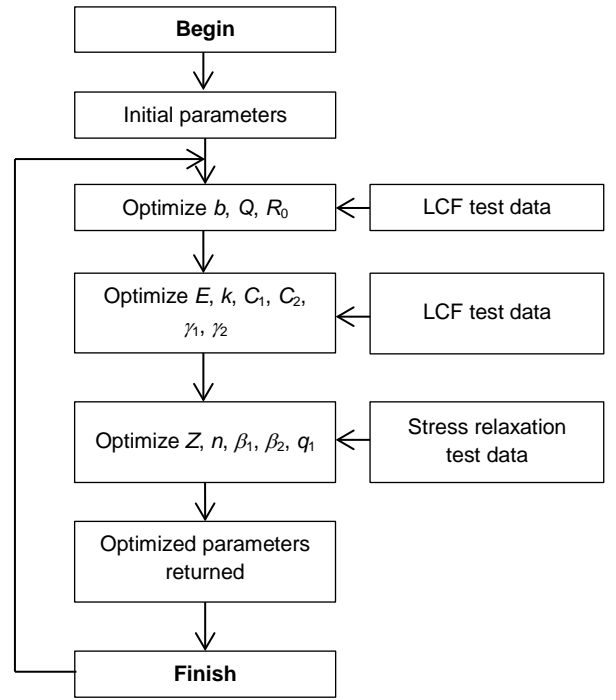 Begin
Initial parameters
Optimize b, Q, R₀
LCF test data
Optimize E, k, C₁, C₂,
γ₁, γ₂
LCF test data
Optimize Z, n, β₁, β₂, q₁
Stress relaxation
test data
Optimized parameters
returned
Finish